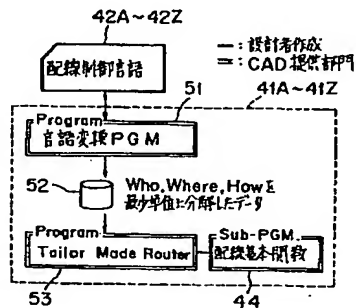 42A～42Z
配線制御言語
―：設計者作成
＝：CAD提供部門
51
41A～41Z
Program
言語変換PGM
52
Who, Where, Howを
最少単位に分解したデータ
Program
Tailor Made Router
Sub-PGM.
配線基本関数
53
44